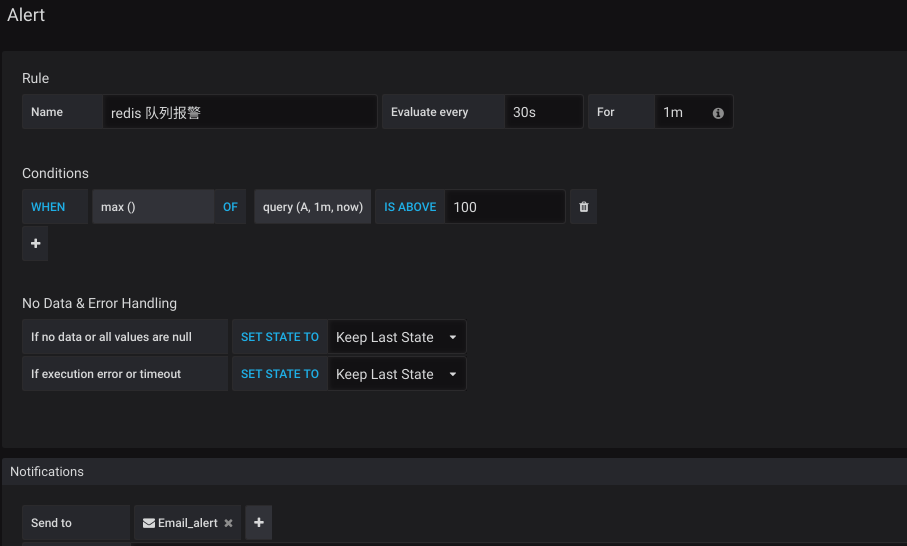 Alert
Rule
Name redis 队列报警 Evaluate every 30s For 1m
Conditions
WHEN max () OF query (A, 1m, now) IS ABOVE 100
No Data & Error Handling
If no data or all values are null SET STATE TO Keep Last State
If execution error or timeout SET STATE TO Keep Last State
Notifications
Send to Email_alert